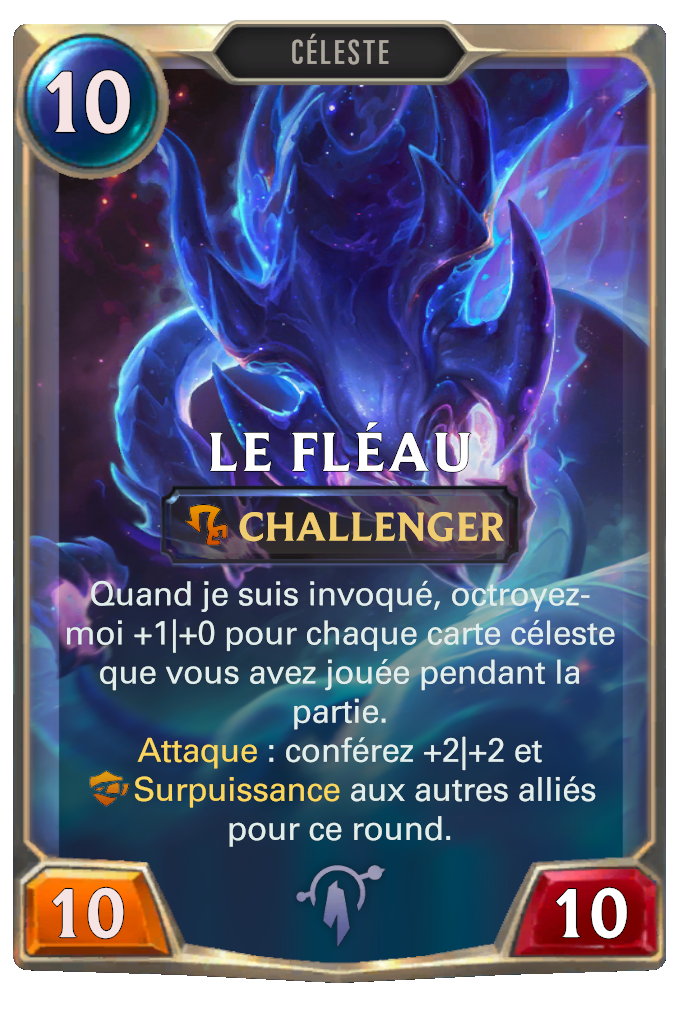 CÉLESTE
10
LE FLÉAU
CHALLENGER
Quand je suis invoqué, octroyez-
moi +1|+0 pour chaque carte céleste
que vous avez jouée pendant la
partie.
Attaque : conférez +2|+2 et
Surpuissance aux autres alliés
pour ce round.
10
10